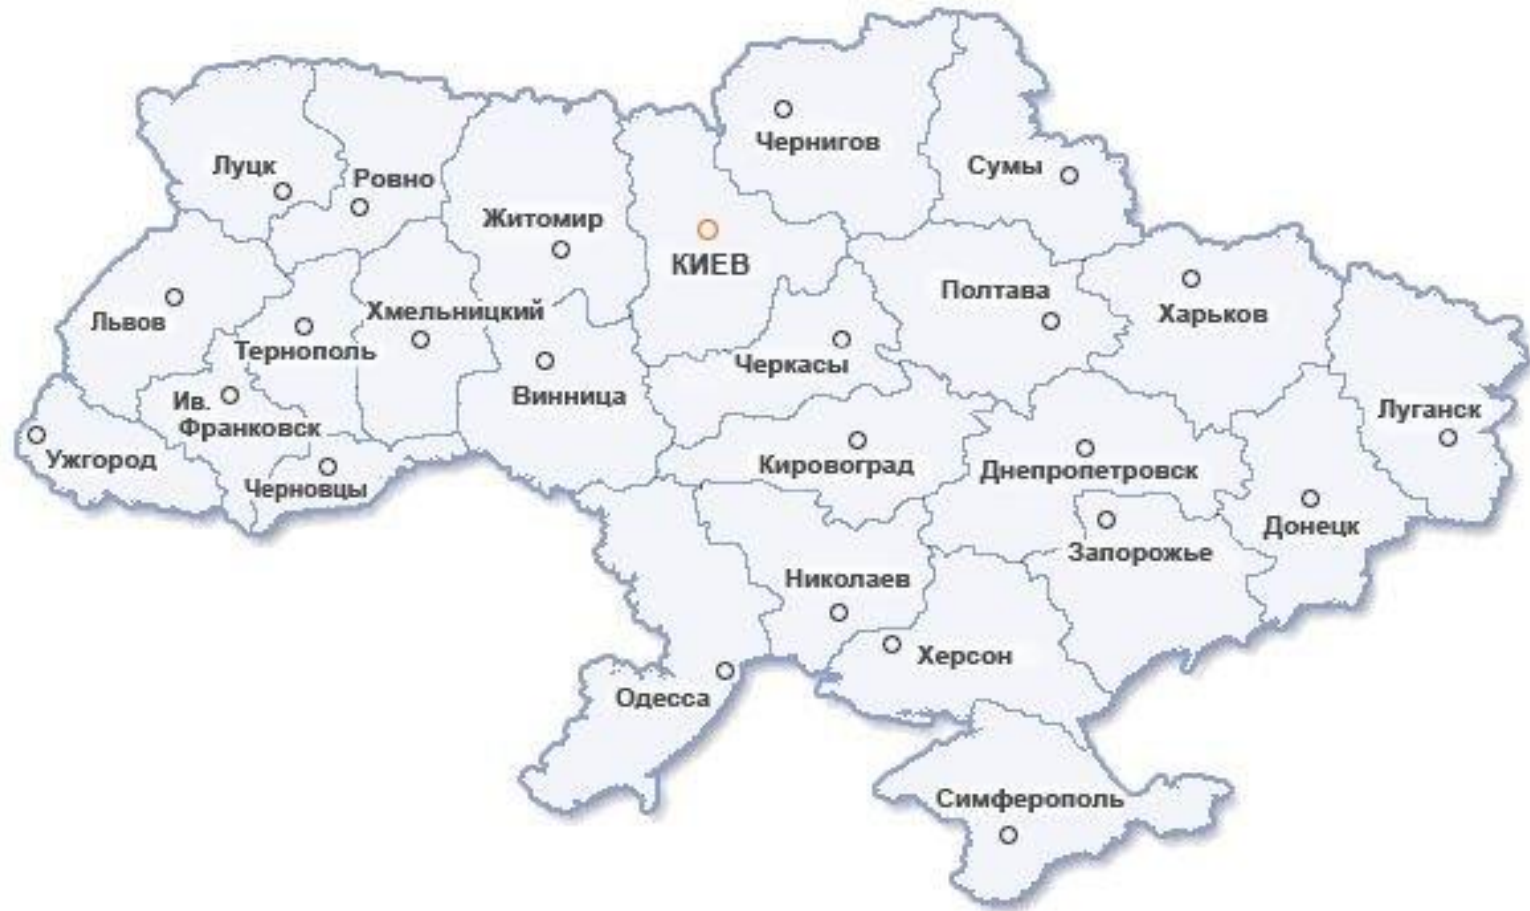 Чернигов
Луцк
Сумы
Ровно
Житомир
КИЕВ
Полтава
Хмельницкий
Харьков
Львов
Тернополь
Черкасы
Винница
Ив.
Франковск
Луганск
Ужгород
Кировоград
Днепропетровск
Черновцы
Донецк
Запорожье
Николаев
Херсон
Одесса
Симферополь